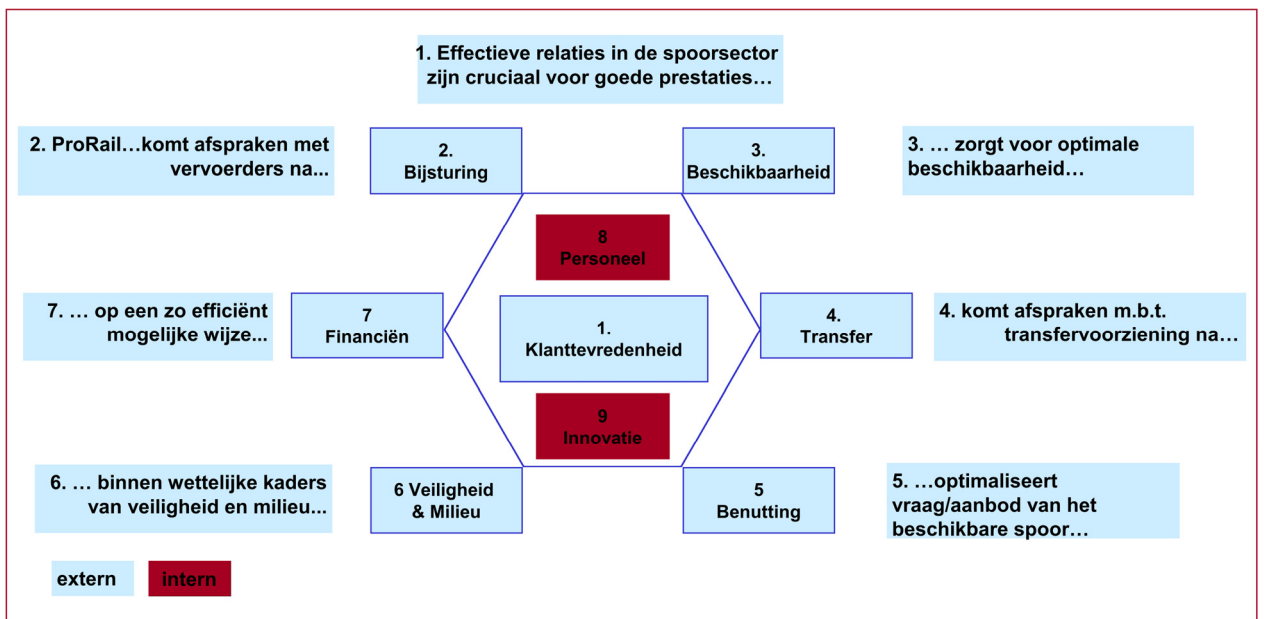 1. Effectieve relaties in de spoorsector
zijn cruciaal voor goede prestaties…
2. ProRail…komt afspraken met
vervoerders na...
2.
Bijsturing
3.
Beschikbaarheid
3. … zorgt voor optimale
beschikbaarheid…
8
Personeel
7. … op een zo efficiënt
mogelijke wijze...
7
Financiën
1.
Klanttevredenheid
4.
Transfer
4. komt afspraken m.b.t.
transfervoorziening na…
9
Innovatie
6. … binnen wettelijke kaders
van veiligheid en milieu...
6 Veiligheid
& Milieu
5
Benutting
5. …optimaliseert
vraag/aanbod van het
beschikbare spoor…
extern
intern